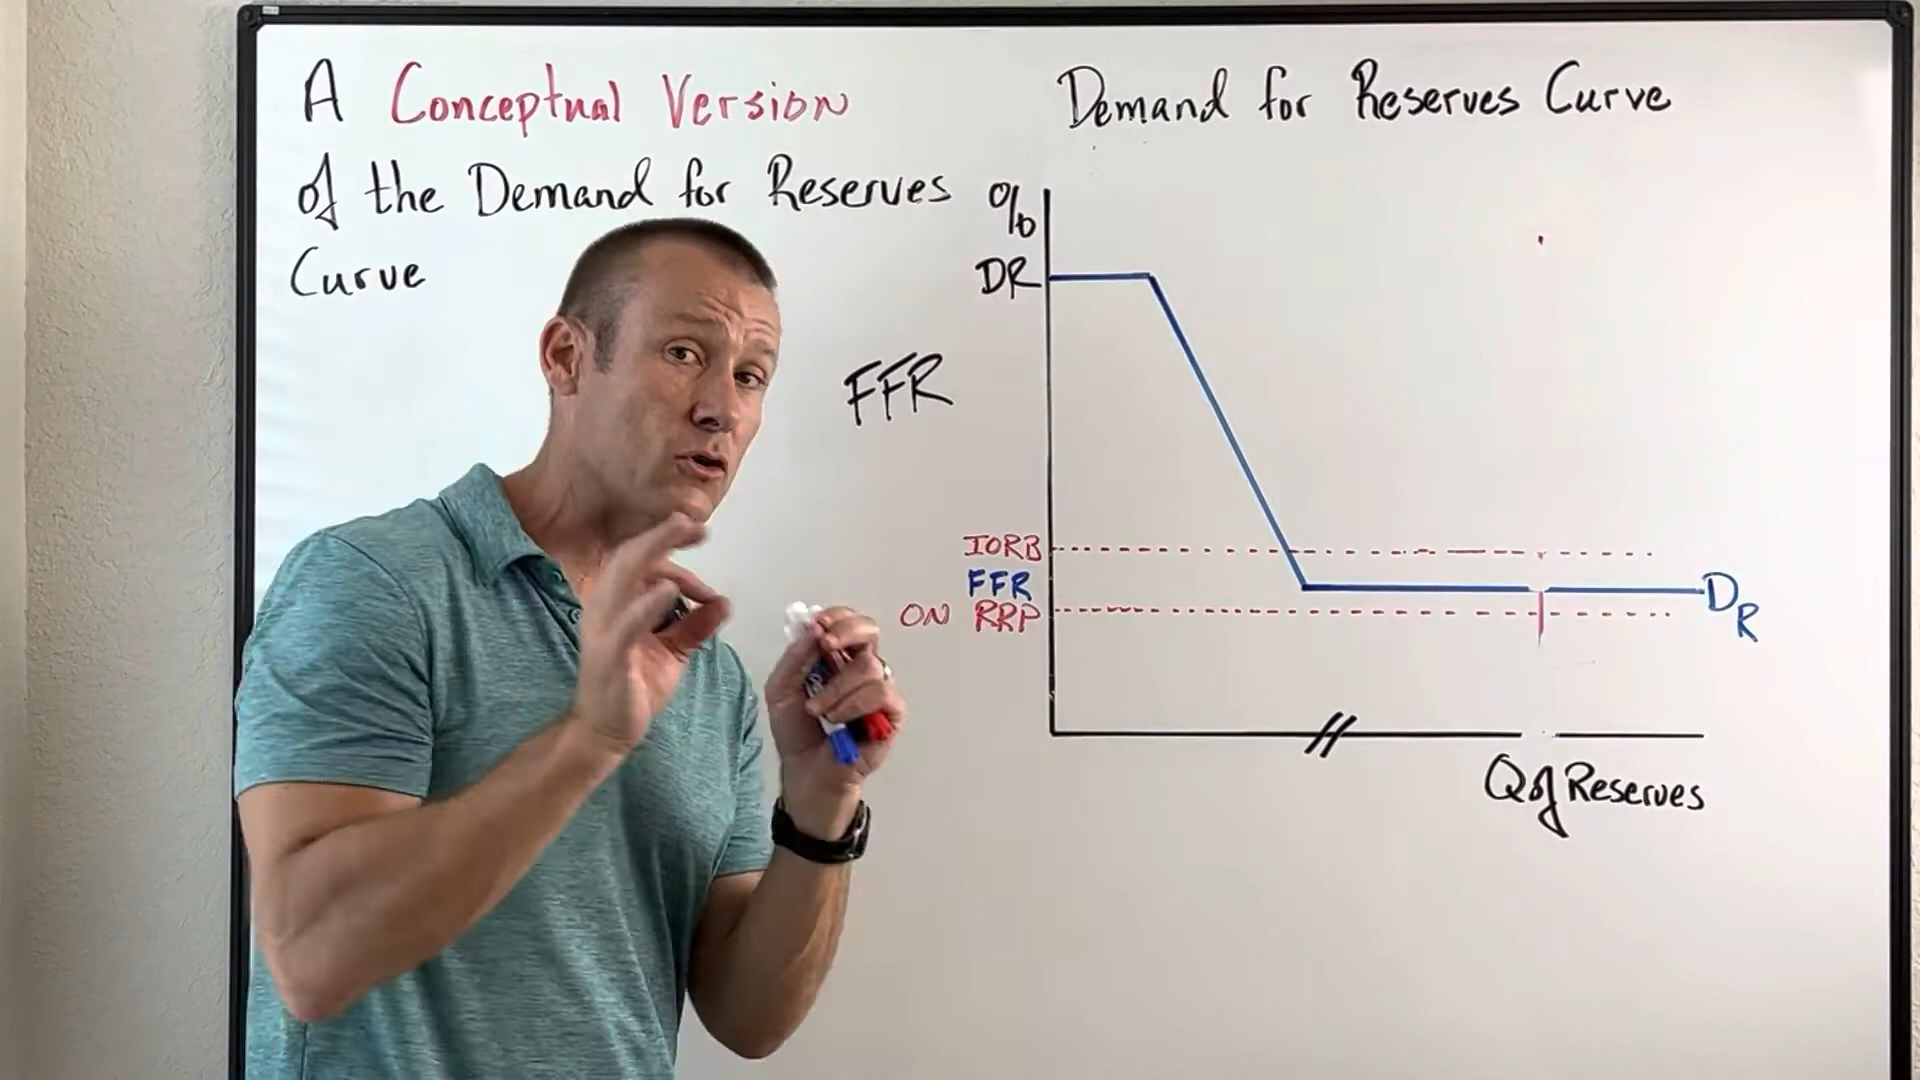 A Conceptual Version
of the Demand for Reserves
Curve
Demand for Reserves Curve
%
DR
FFR
IORB
FFR
ON RRP
D R
Q of Reserves